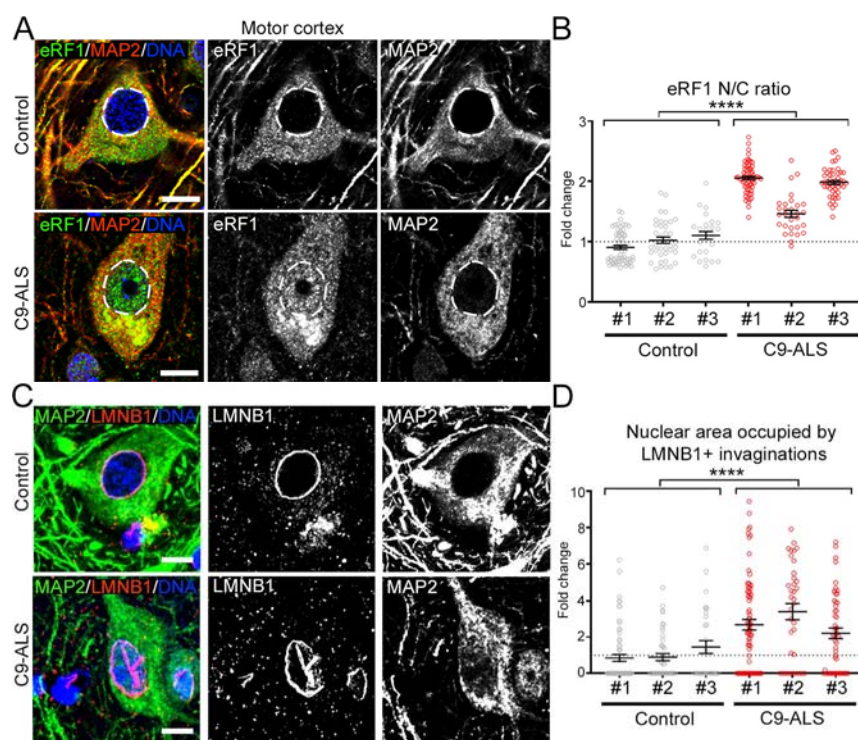 A
Motor cortex
eRF1/MAP2/DNA
eRF1
MAP2
Control
eRF1/MAP2/DNA
eRF1
MAP2
C9-ALS
B
eRF1 N/C ratio
****
Fold change
3
2
1
0
#1 #2 #3 #1 #2 #3
Control C9-ALS
C
MAP2/LMNB1/DNA
LMNB1
MAP2
Control
MAP2/LMNB1/DNA
LMNB1
MAP2
C9-ALS
D
Nuclear area occupied by
LMNB1+ invaginations
****
Fold change
10
8
6
4
2
0
#1 #2 #3 #1 #2 #3
Control C9-ALS